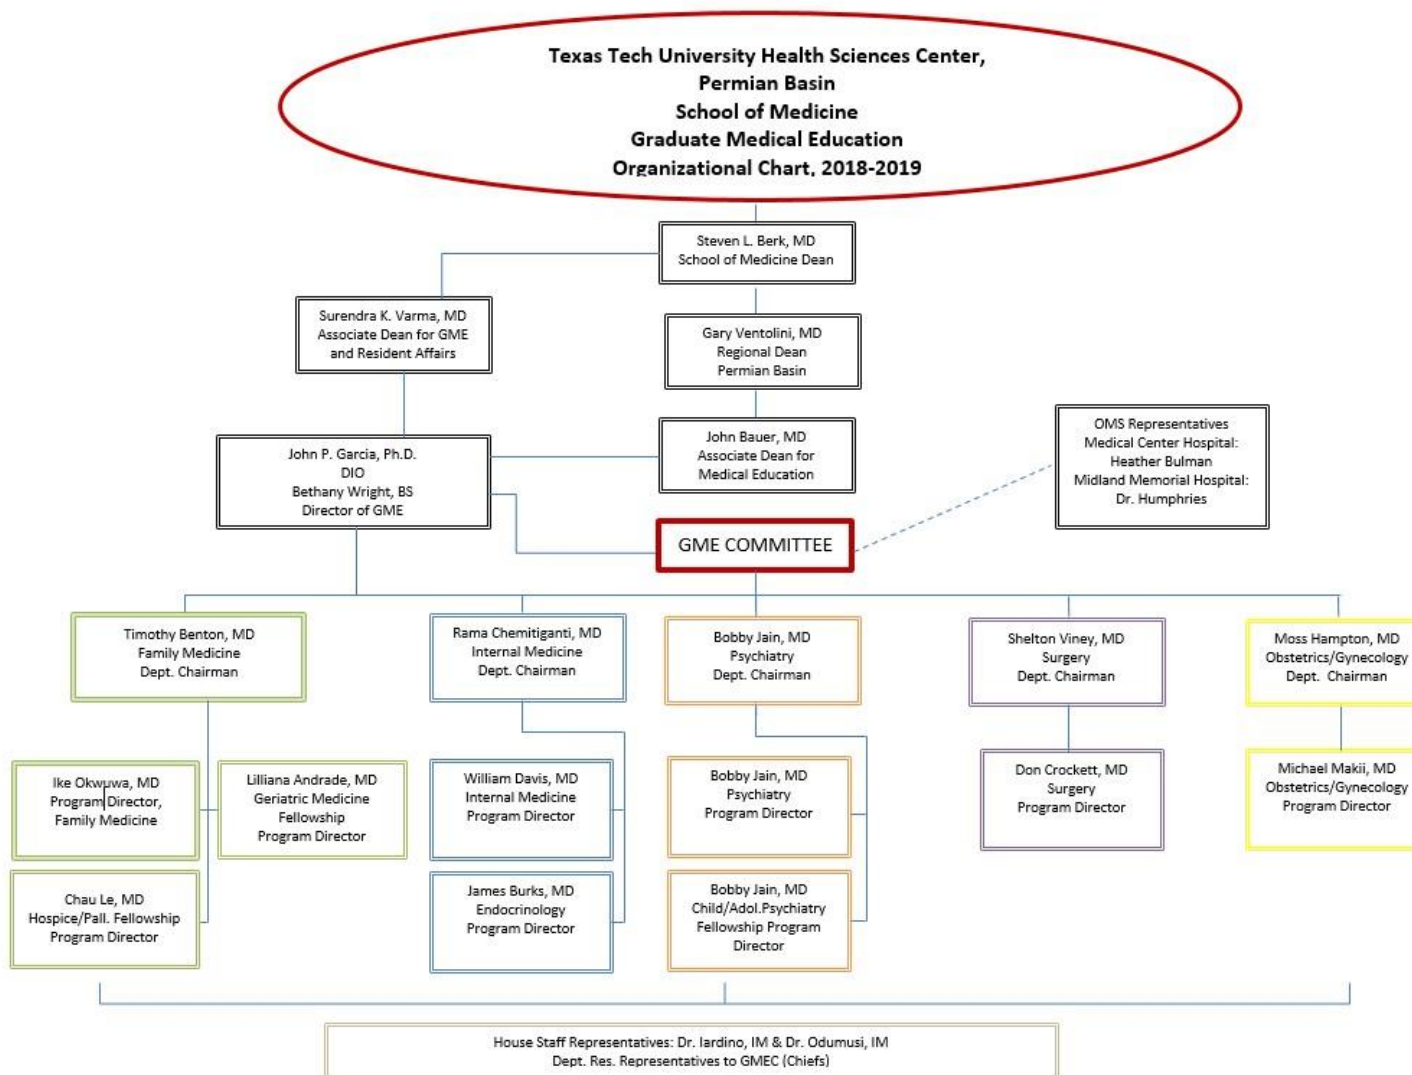 Texas Tech University Health Sciences Center,
Permian Basin
School of Medicine
Graduate Medical Education
Organizational Chart, 2018-2019
Steven L. Berk, MD
School of Medicine Dean
Surendra K. Varma, MD
Associate Dean for GME
and Resident Affairs
Gary Ventolini, MD
Regional Dean
Permian Basin
John P. Garcia, Ph.D.
DIO
Bethany Wright, BS
Director of GME
John Bauer, MD
Associate Dean for
Medical Education
OMS Representatives
Medical Center Hospital:
Heather Bulman
Midland Memorial Hospital:
Dr. Humphries
GME COMMITTEE
Timothy Benton, MD
Family Medicine
Dept. Chairman
Rama Chemitiganti, MD
Internal Medicine
Dept. Chairman
Bobby Jain, MD
Psychiatry
Dept. Chairman
Shelton Viney, MD
Surgery
Dept. Chairman
Moss Hampton, MD
Obstetrics/Gynecology
Dept. Chairman
Ike Okwuwa, MD
Program Director,
Family Medicine
Lilliana Andrade, MD
Geriatric Medicine
Fellowship
Program Director
William Davis, MD
Internal Medicine
Program Director
Bobby Jain, MD
Psychiatry
Program Director
Don Crockett, MD
Surgery
Program Director
Michael Makii, MD
Obstetrics/Gynecology
Program Director
Chau Le, MD
Hospice/Pall. Fellowship
Program Director
James Burks, MD
Endocrinology
Program Director
Bobby Jain, MD
Child/Adol.Psychiatry
Fellowship Program
Director
House Staff Representatives: Dr. Iardino, IM & Dr. Odumusi, IM
Dept. Res. Representatives to GMEC (Chiefs)